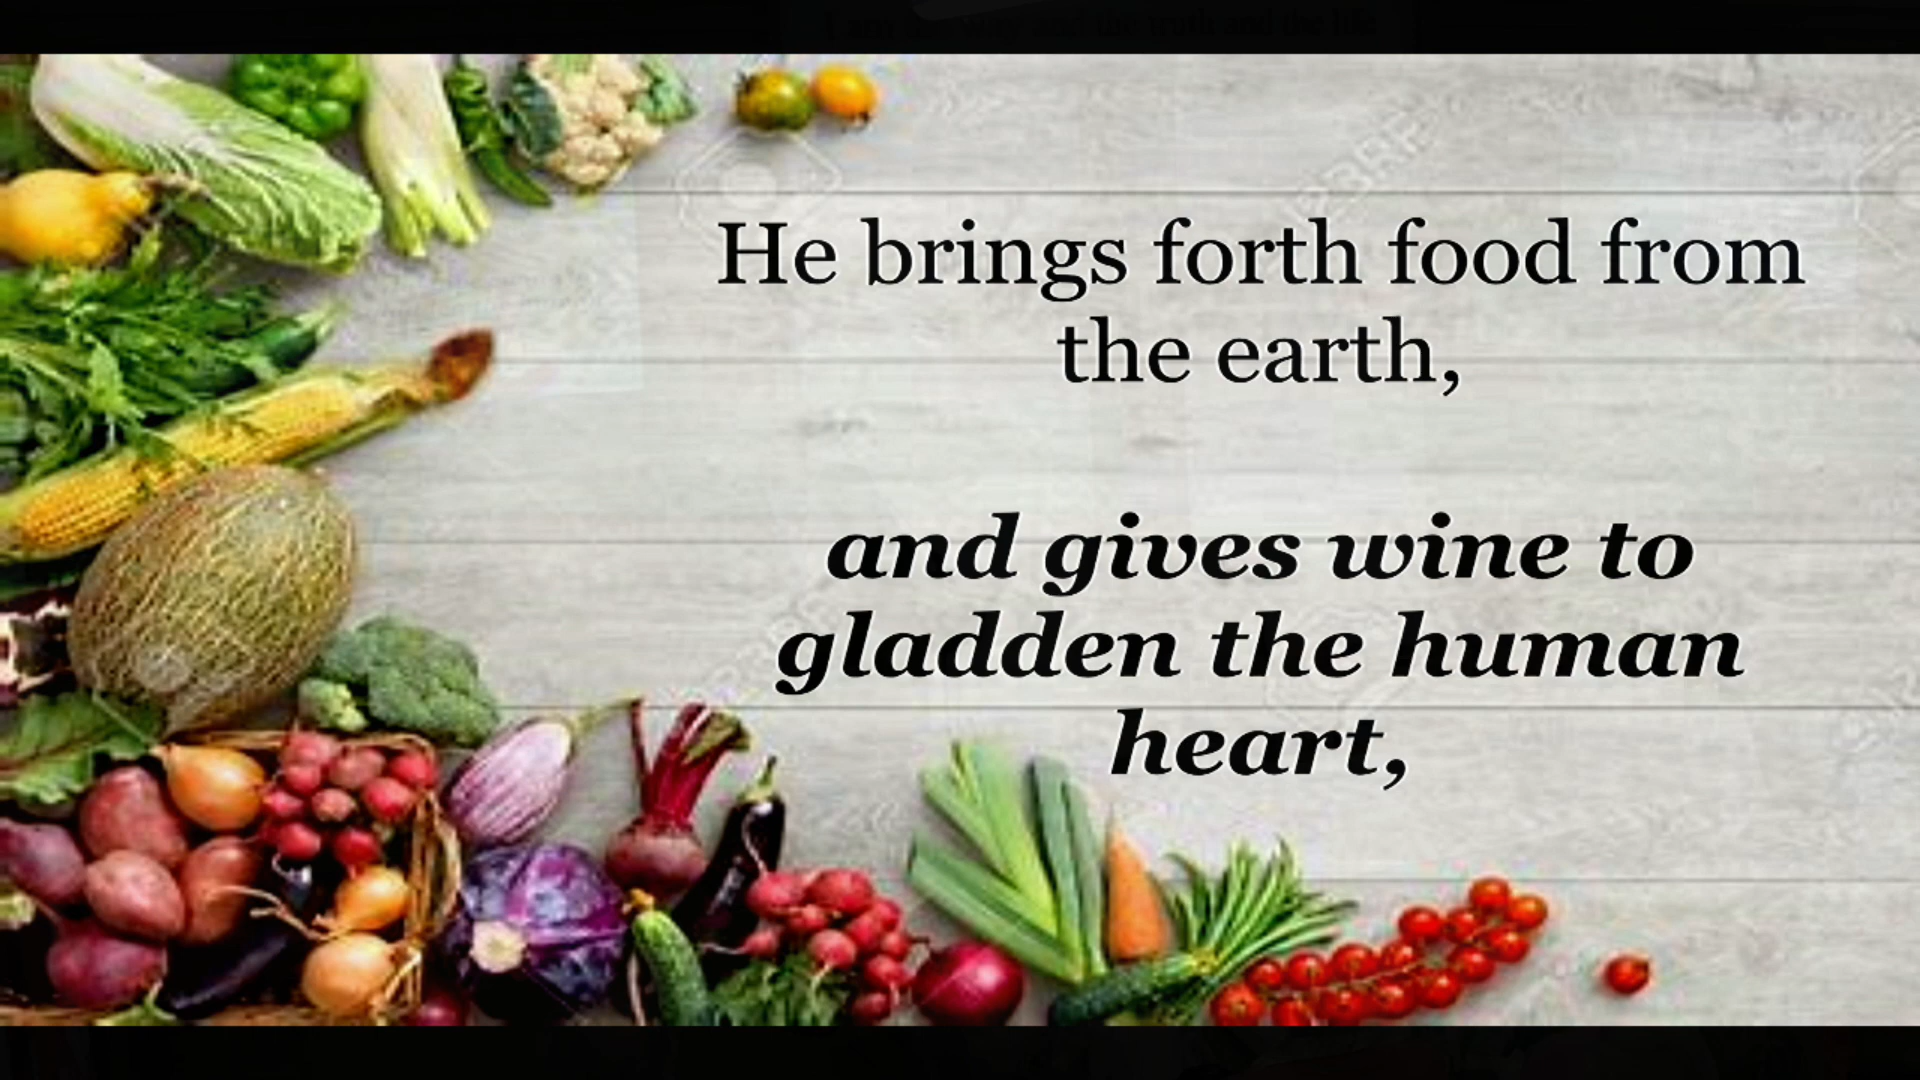 He brings forth food from
the earth,
and gives wine to
gladden the human
heart,